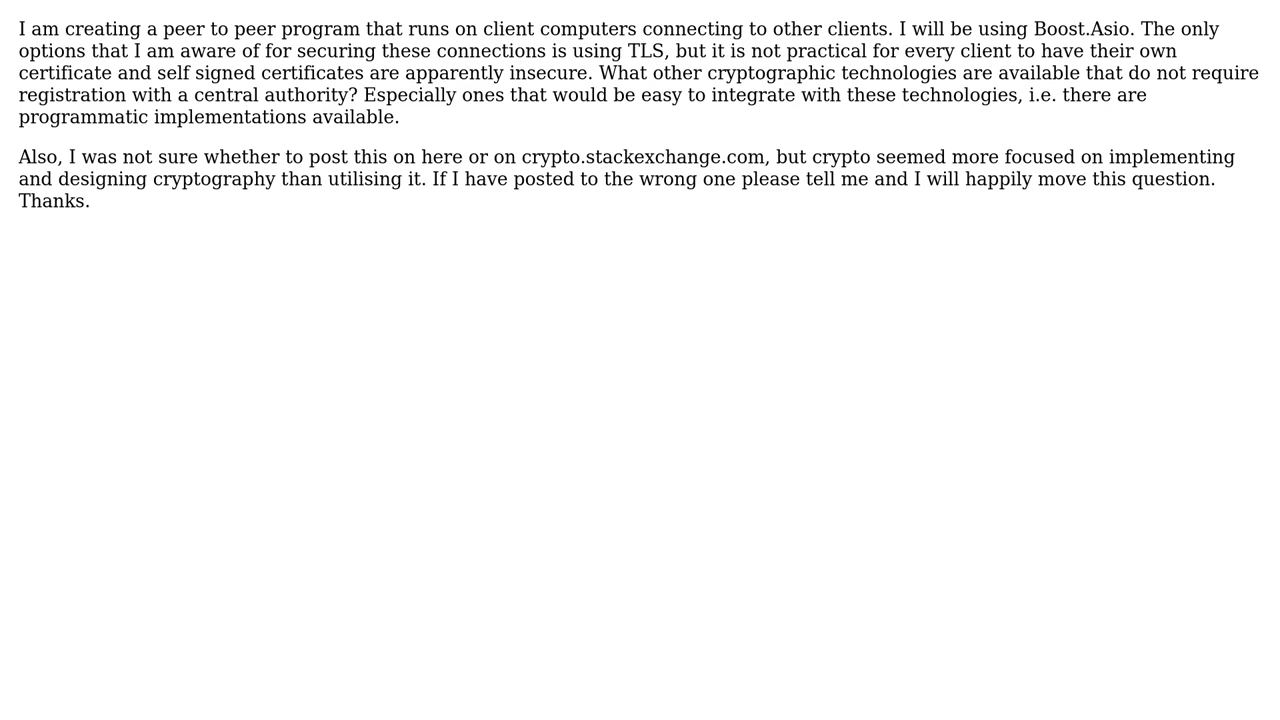 I am creating a peer to peer program that runs on client computers connecting to other clients. I will be using Boost.Asio. The only
options that I am aware of for securing these connections is using TLS, but it is not practical for every client to have their own
certificate and self signed certificates are apparently insecure. What other cryptographic technologies are available that do not require
registration with a central authority? Especially ones that would be easy to integrate with these technologies, i.e. there are
programmatic implementations available.
Also, I was not sure whether to post this on here or on crypto.stackexchange.com, but crypto seemed more focused on implementing
and designing cryptography than utilising it. If I have posted to the wrong one please tell me and I will happily move this question.
Thanks.